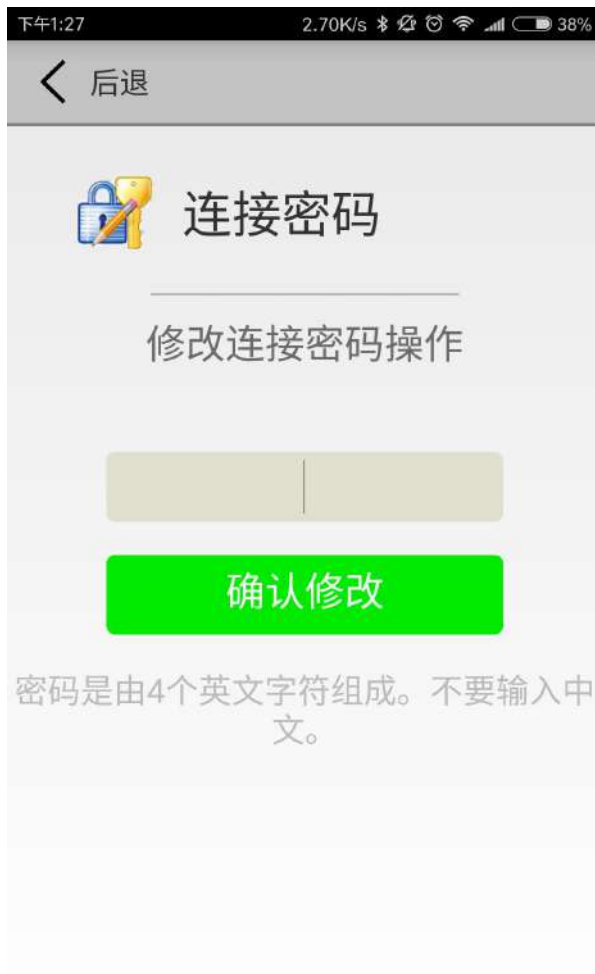 下午1:27 2.70K/s 38%
后退
连接密码
修改连接密码操作
确认修改
密码是由4个英文字符组成。不要输入中
文。